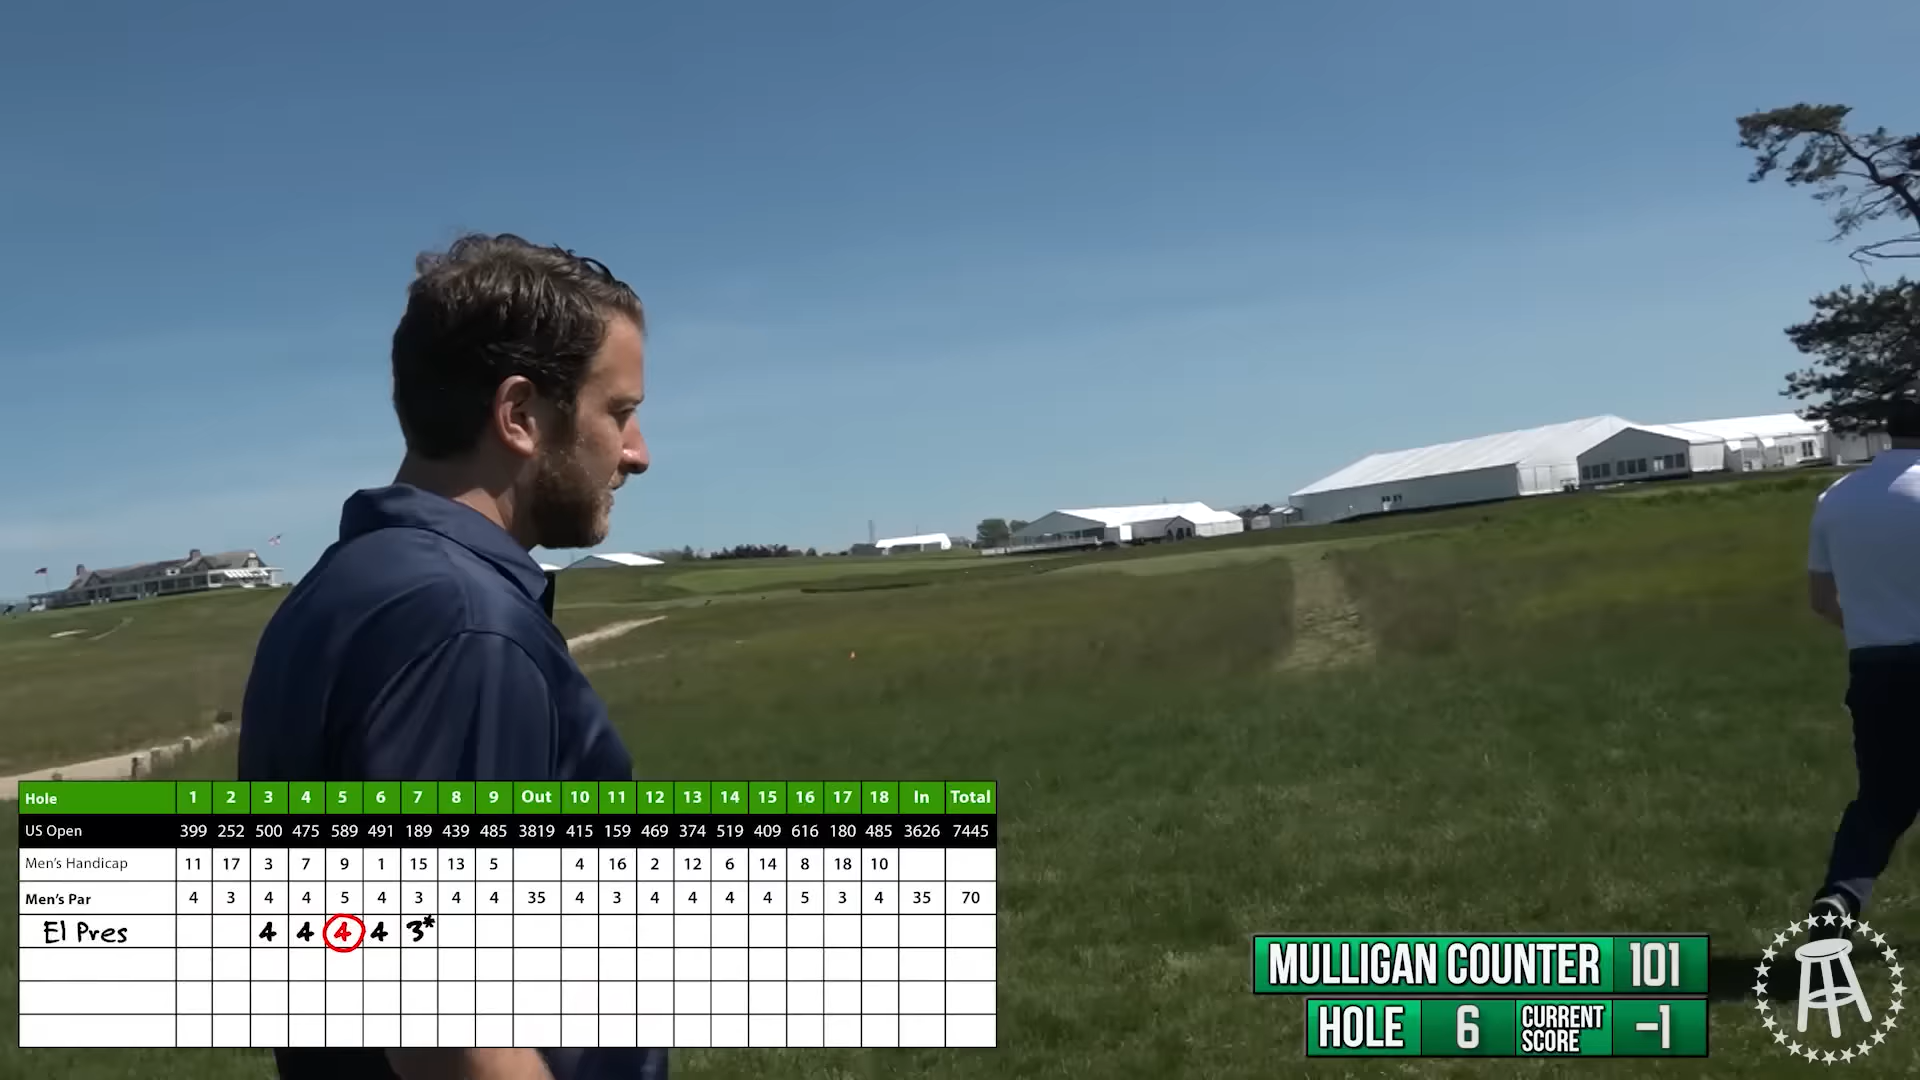 Hole 1 2 3 4 5 6 7 8 9 Out 10 11 12 13 14 15 16 17 18 In Total
US Open 399 252 500 475 589 491 189 439 485 3819 415 159 469 374 519 409 616 180 485 3626 7445
Men's Handicap 11 17 3 7 9 1 15 13 5 4 16 2 12 6 14 8 18 10
Men's Par 4 3 4 4 5 4 3 4 4 35 4 3 4 4 4 4 5 3 4 35 70
El Pres 4 4 4 4 3*
MULLIGAN COUNTER 101
HOLE 6 CURRENT SCORE -1